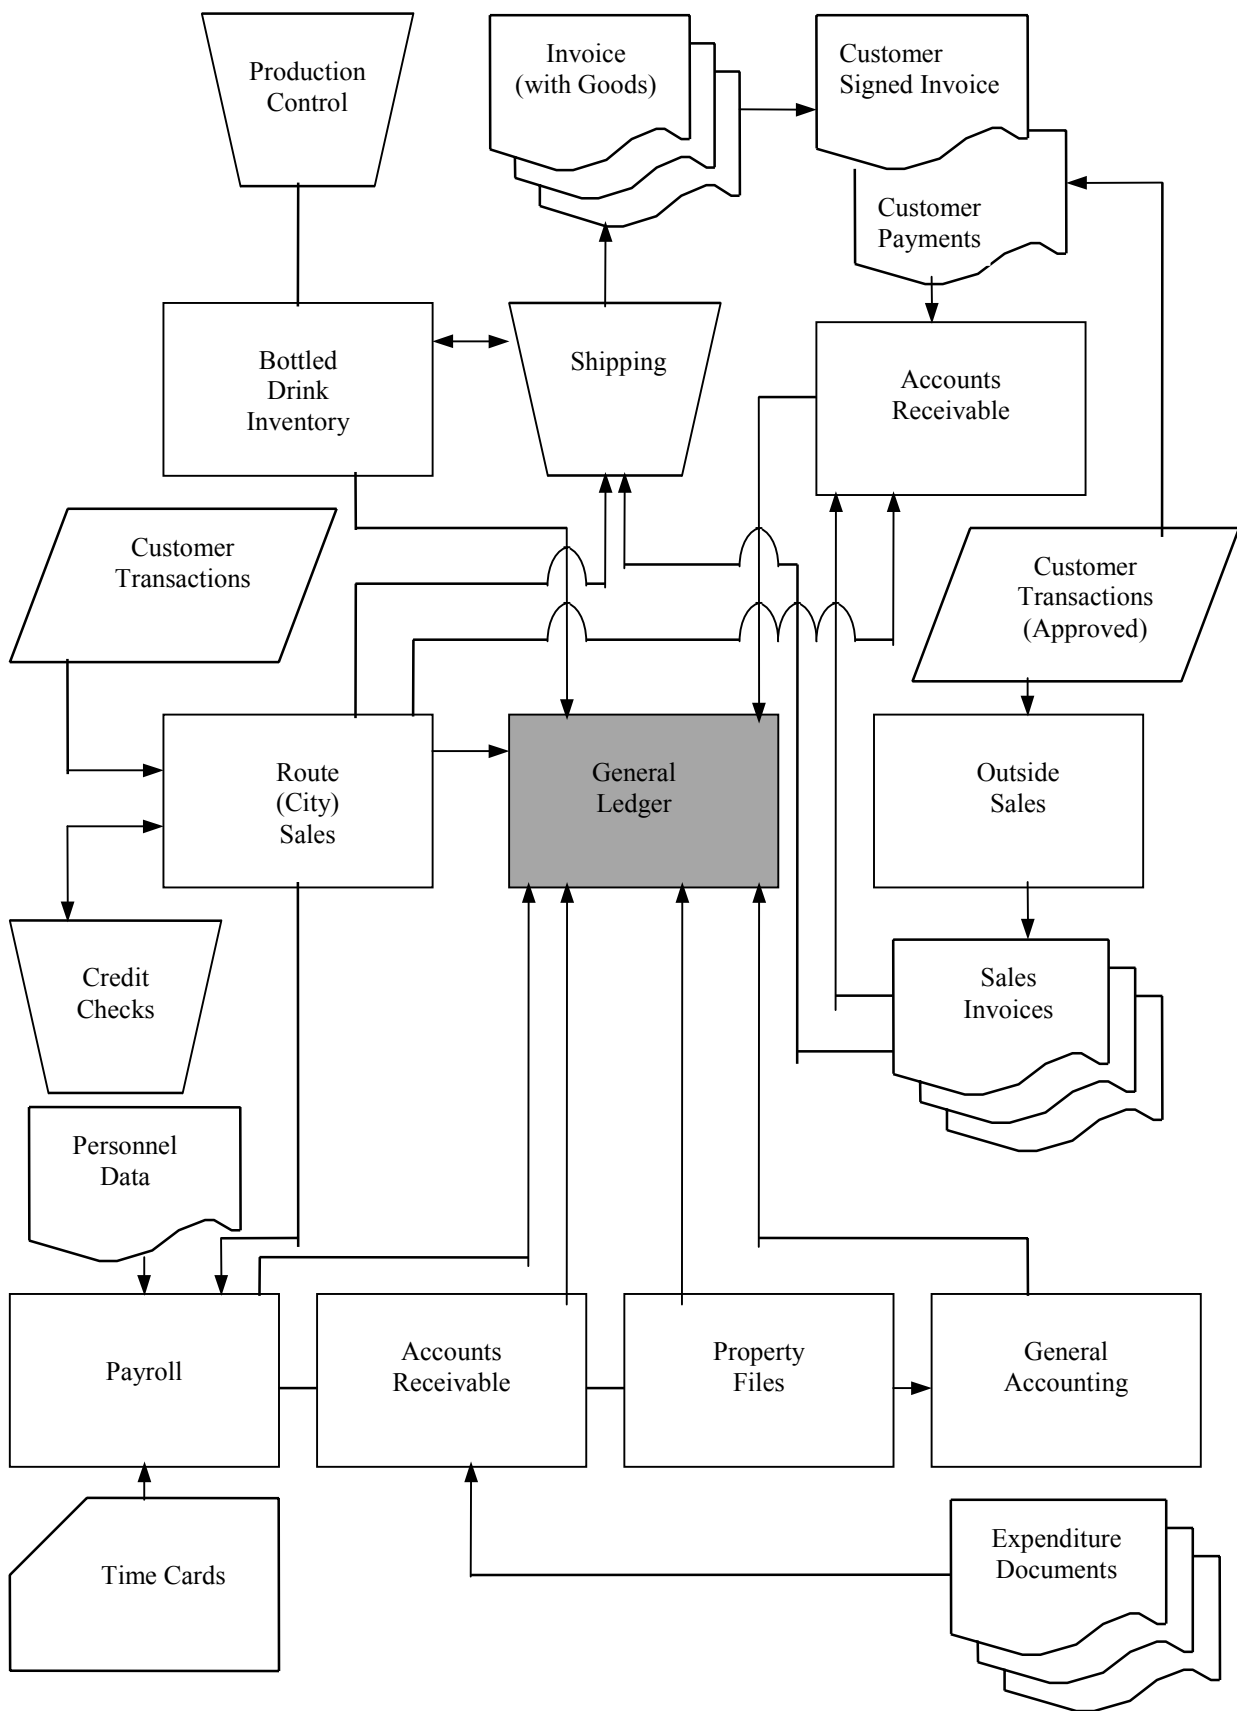 Production
Control
Invoice
(with Goods)
Customer
Signed Invoice
Customer
Payments
Bottled
Drink
Inventory
Shipping
Accounts
Receivable
Customer
Transactions
Customer
Transactions
(Approved)
Route
(City)
Sales
General
Ledger
Outside
Sales
Credit
Checks
Sales
Invoices
Personnel
Data
Payroll
Accounts
Receivable
Property
Files
General
Accounting
Time Cards
Expenditure
Documents